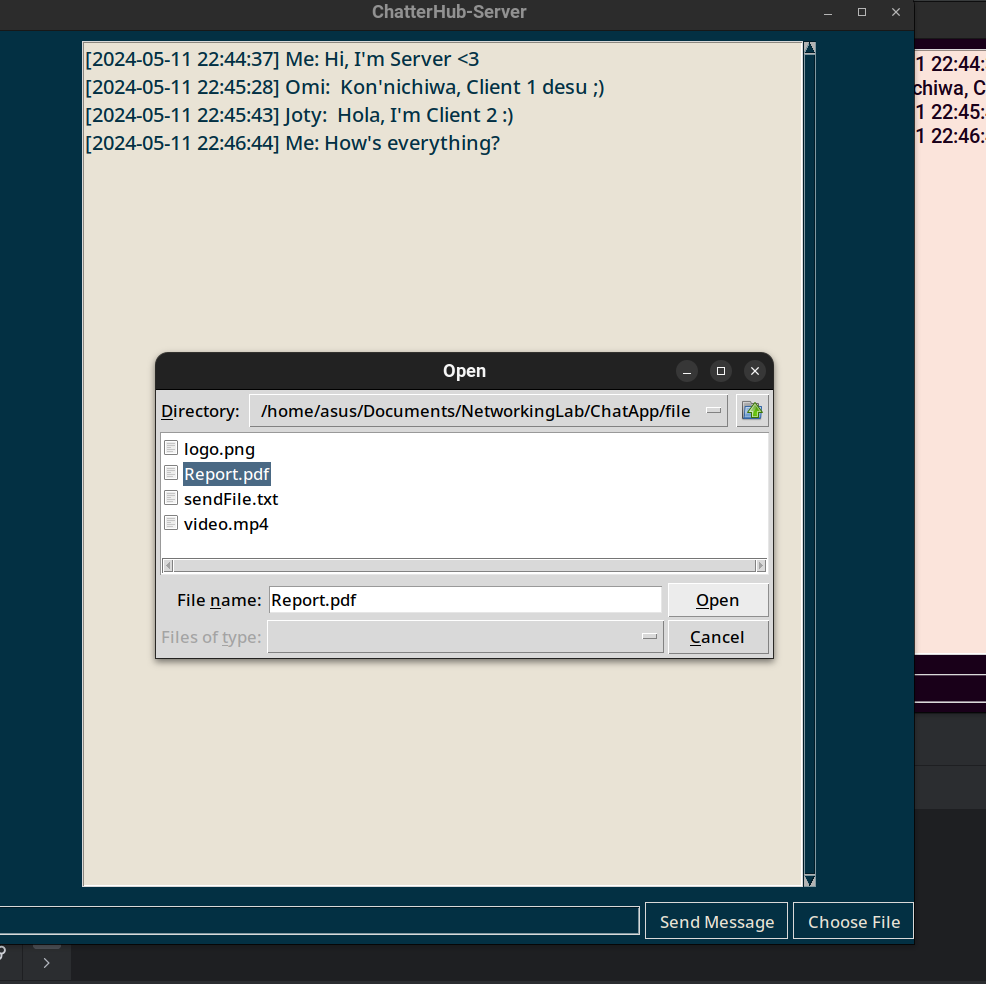 ChatterHub-Server
[2024-05-11 22:44:37] Me: Hi, I'm Server <3
[2024-05-11 22:45:28] Omi:  Kon'nichiwa, Client 1 desu ;)
[2024-05-11 22:45:43] Joty:  Hola, I'm Client 2 :)
[2024-05-11 22:46:44] Me: How's everything?
1 22:44:
chiwa, C
1 22:45:
1 22:46:
Open
Directory: /home/asus/Documents/NetworkingLab/ChatApp/file
logo.png
Report.pdf
sendFile.txt
video.mp4
File name: Report.pdf Open
Files of type: Cancel
Send Message Choose File